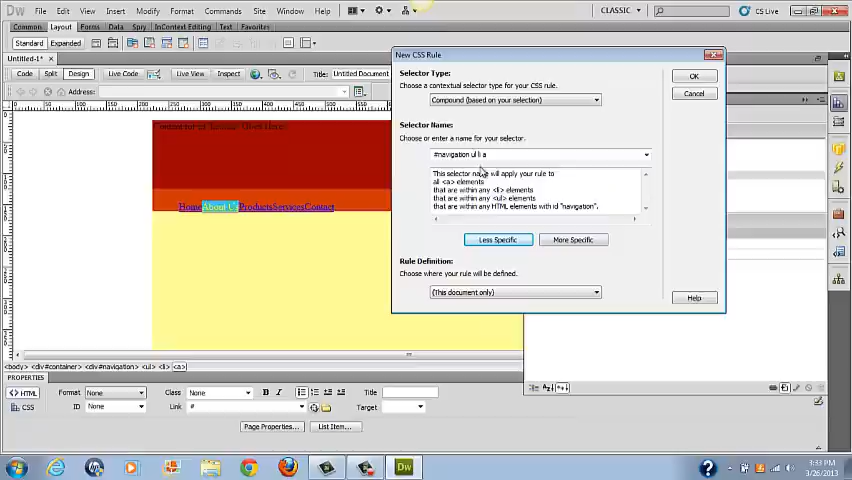 Dw File Edit View Insert Modify Format Commands Site Window Help CLASSIC CS Live
Common Layout Forms Data Spry InContext Editing Text Favorites
Standard Expanded
Untitled-1*
Code Split Design Live Code Live View Inspect Title: Untitled Document
Address:
New CSS Rule
Selector Type:
Choose a contextual selector type for your CSS rule.
Compound (based on your selection)
OK
Cancel
Selector Name:
Choose or enter a name for your selector.
#navigation ul li a
This selector name will apply your rule to
all <a> elements
that are within any <li> elements
that are within any <ul> elements
that are within any HTML elements with id "navigation".
Less Specific More Specific
Rule Definition:
Choose where your rule will be defined.
(This document only)
Help
Home About Us Products Services Contact
<body> <div#container> <div#navigation> <ul> <li> <a>
PROPERTIES
HTML Format None Class None B I Title
CSS ID None Link # Target
Page Properties... List Item...
Dw
3:33 PM
3/26/2013